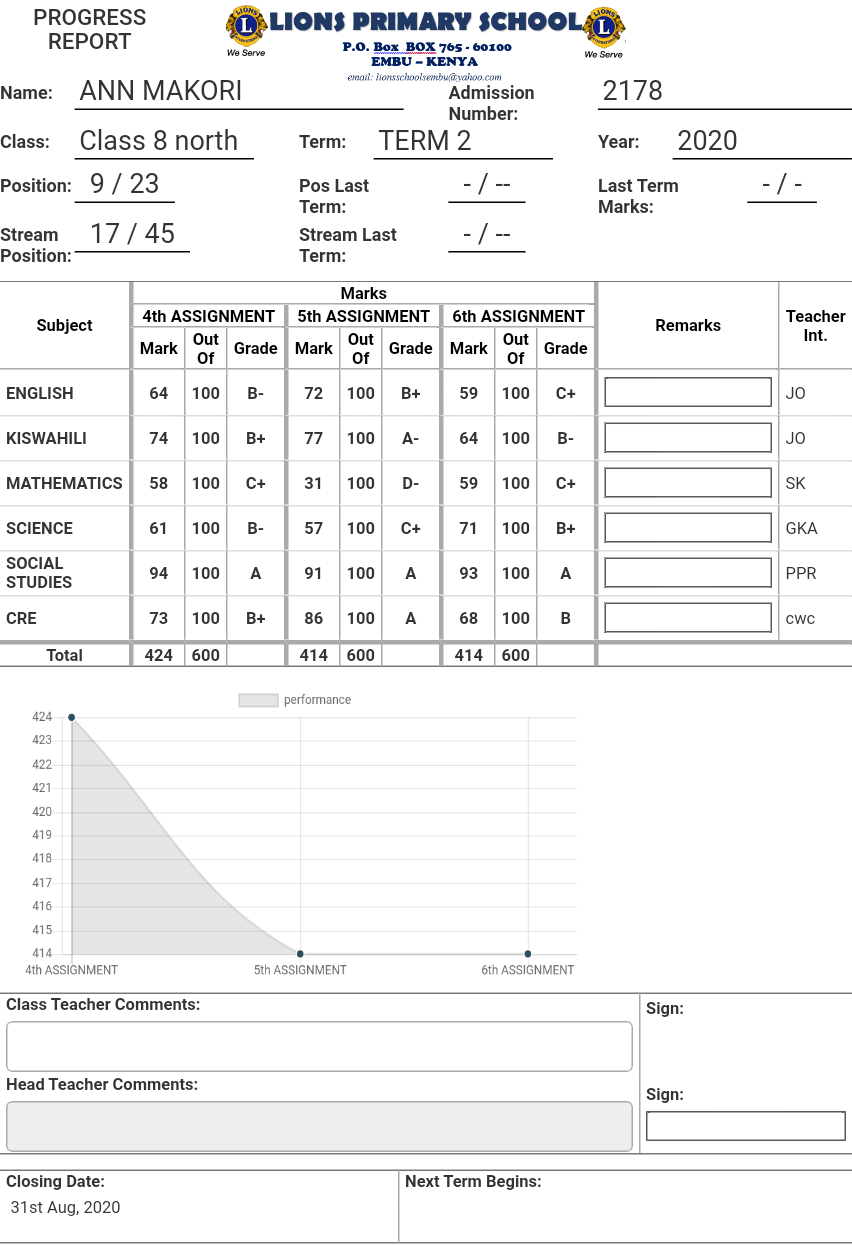 PROGRESS
REPORT
LIONS PRIMARY SCHOOL
LIONS
L
INTERNATIONAL
We Serve
LIONS
L
INTERNATIONAL
We Serve
P.O. Box BOX 765 - 60100
EMBU – KENYA
email: lionsschoolsembu@yahoo.com
Name: ANN MAKORI Admission Number: 2178
Class: Class 8 north Term: TERM 2 Year: 2020
Position: 9 / 23 Pos Last Term: - / -- Last Term Marks: - / -
Stream Position: 17 / 45 Stream Last Term: - / --
Subject Marks Remarks Teacher Int.
4th ASSIGNMENT 5th ASSIGNMENT 6th ASSIGNMENT
Mark Out Of Grade Mark Out Of Grade Mark Out Of Grade
ENGLISH 64 100 B- 72 100 B+ 59 100 C+ JO
KISWAHILI 74 100 B+ 77 100 A- 64 100 B- JO
MATHEMATICS 58 100 C+ 31 100 D- 59 100 C+ SK
SCIENCE 61 100 B- 57 100 C+ 71 100 B+ GKA
SOCIAL STUDIES 94 100 A 91 100 A 93 100 A PPR
CRE 73 100 B+ 86 100 A 68 100 B cwc
Total 424 600 414 600 414 600
performance
424
423
422
421
420
419
418
417
416
415
414
4th ASSIGNMENT 5th ASSIGNMENT 6th ASSIGNMENT
Class Teacher Comments: Sign:
Head Teacher Comments: Sign:
Closing Date: Next Term Begins:
31st Aug, 2020